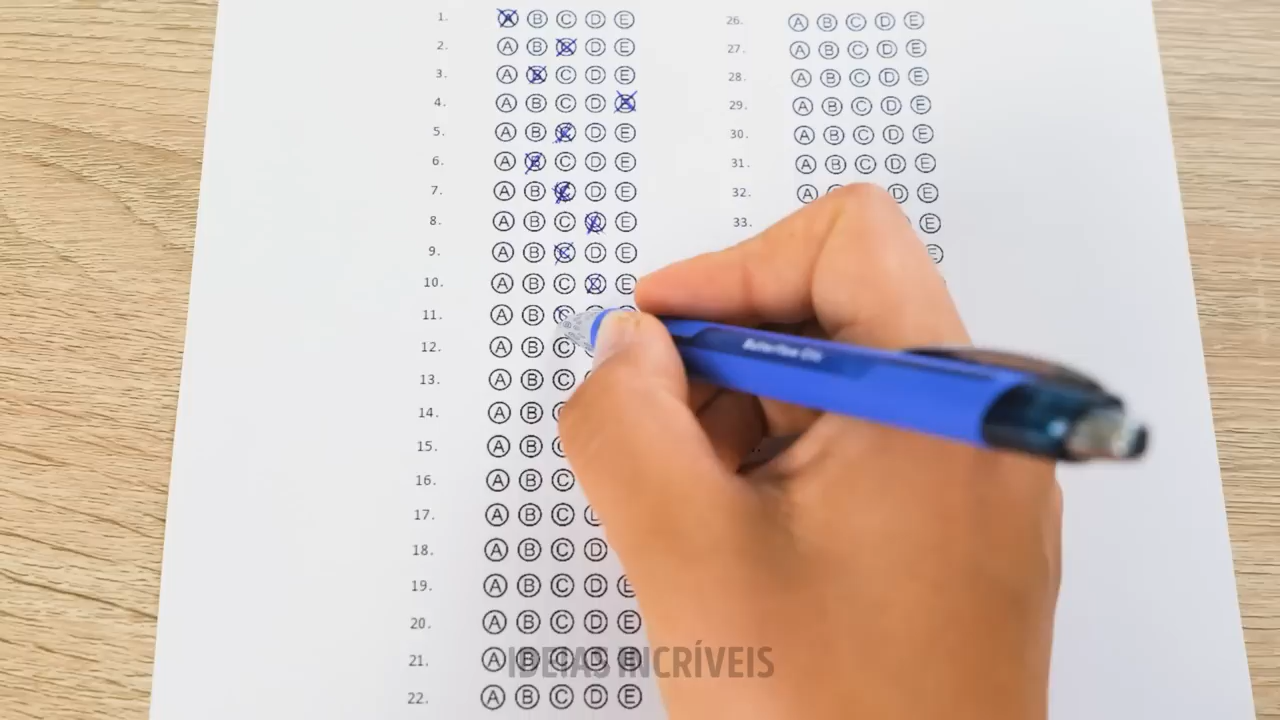 1. A B C D E
2. A B C D E
3. A B C D E
4. A B C D E
5. A B C D E
6. A B C D E
7. A B C D E
8. A B C D E
9. A B C D E
10. A B C D E
11. A B C
12. A B C
13. A B C
14. A B
15. A B
16. A B C
17. A B C
18. A B C D
19. A B C D E
20. A B C D E
21. A B C D E
22. A B C D E
26. A B C D E
27. A B C D E
28. A B C D E
29. A B C D E
30. A B C D E
31. A B C D E
32. A D E
33. E
E
IDEIAS INCRÍVEIS